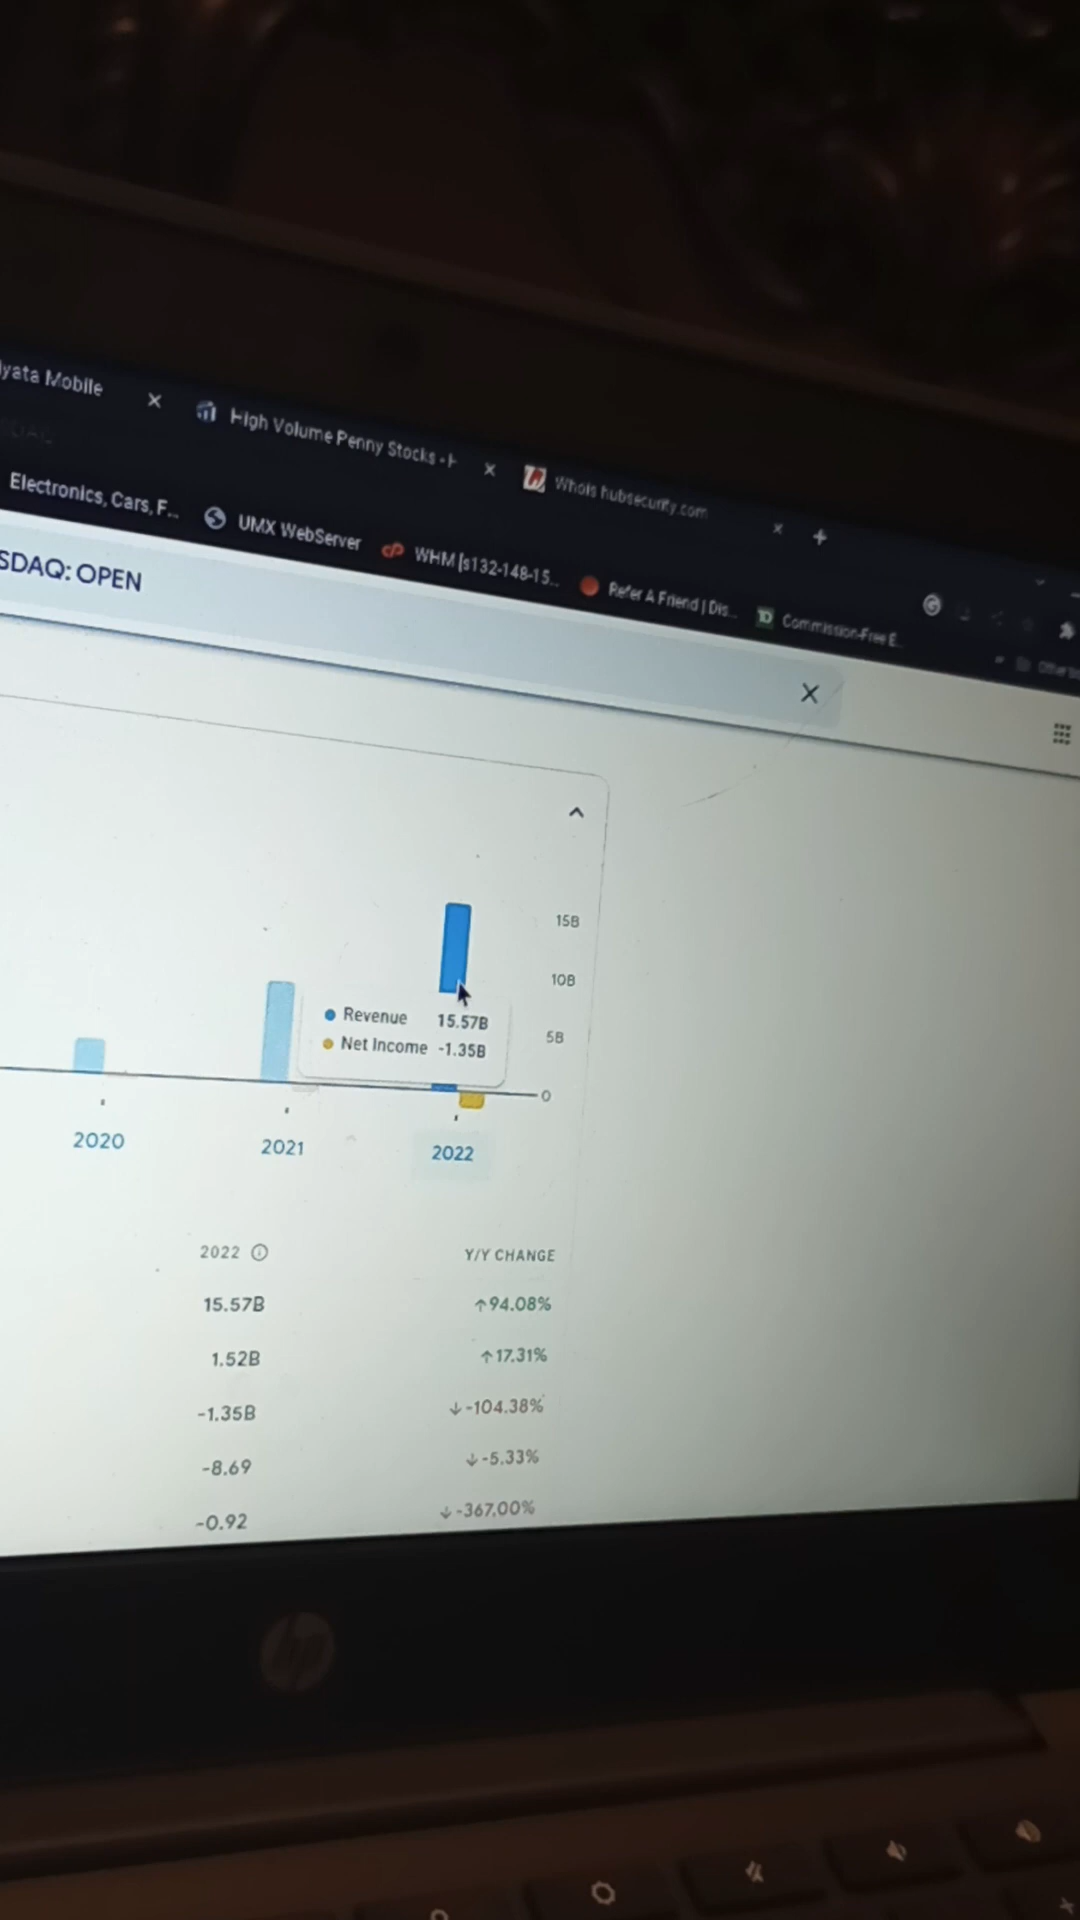 lyata Mobile
High Volume Penny Stocks - H
Whois hubsecurity.com
Electronics, Cars, F...
UMX WebServer
WHM [s132-148-15...
Refer A Friend | Dis...
Commission-Free E...
SDAQ: OPEN
15B
10B
5B
0
Revenue 15.57B
Net Income -1.35B
2020 2021 2022
2022 Y/Y CHANGE
15.57B ↑94.08%
1.52B ↑17.31%
-1.35B ↓-104.38%
-8.69 ↓-5.33%
-0.92 ↓-367.00%
hp